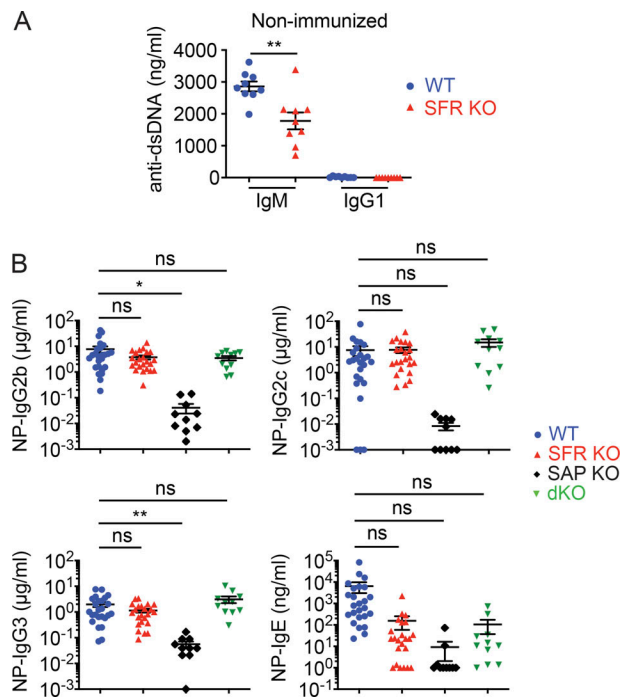 A
Non-immunized
anti-dsDNA (ng/ml)
4000
3000
2000
1000
0
**
IgM
IgG1
WT
SFR KO
B
NP-IgG2b (µg/ml)
10²
10¹
10⁰
10⁻¹
10⁻²
10⁻³
ns
*
ns
NP-IgG2c (µg/ml)
10²
10¹
10⁰
10⁻¹
10⁻²
10⁻³
ns
ns
ns
WT
SFR KO
SAP KO
dKO
NP-IgG3 (µg/ml)
10²
10¹
10⁰
10⁻¹
10⁻²
10⁻³
ns
**
ns
NP-IgE (ng/ml)
10⁵
10⁴
10³
10²
10²
10¹
10⁰
10⁻¹
ns
ns
ns